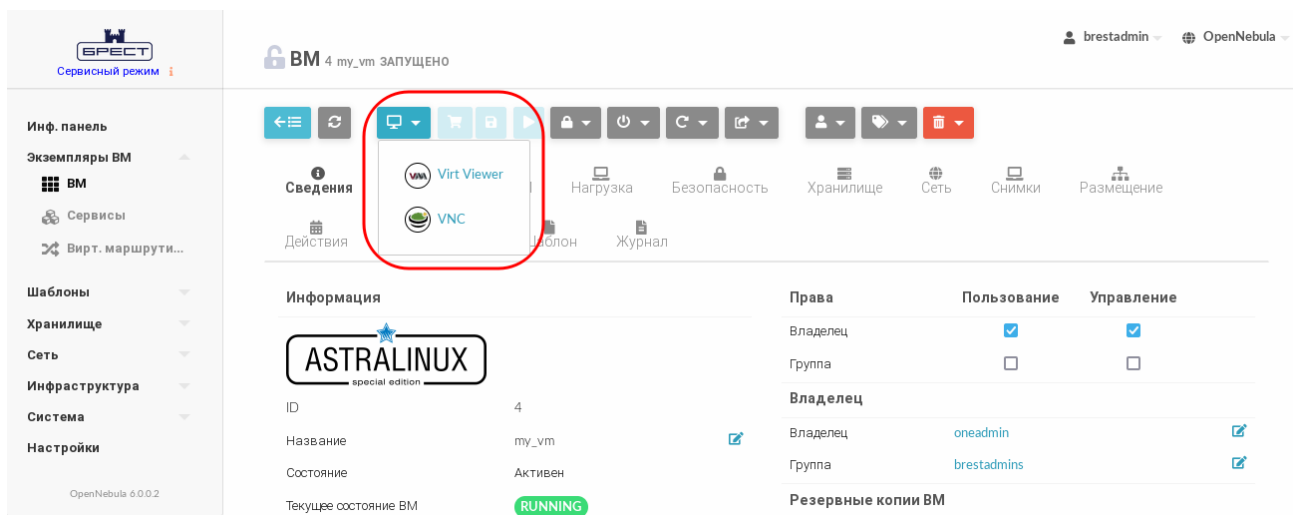 БРЕСТ
Сервисный режим i
brestadmin
OpenNebula
ВМ 4 my_vm ЗАПУЩЕНО
Инф. панель
Экземпляры ВМ
ВМ
Сервисы
Вирт. маршрути...
Шаблоны
Хранилище
Сеть
Инфраструктура
Система
Настройки
OpenNebula 6.0.0.2
Virt Viewer
VNC
Сведения
Нагрузка
Безопасность
Хранилище
Сеть
Снимки
Размещение
Действия
Журнал
Информация
ASTRALINUX
special edition
ID 4
Название my_vm
Состояние Активен
Текущее состояние ВМ RUNNING
Права Пользование Управление
Владелец
Группа
Владелец
Владелец oneadmin
Группа brestadmins
Резервные копии ВМ